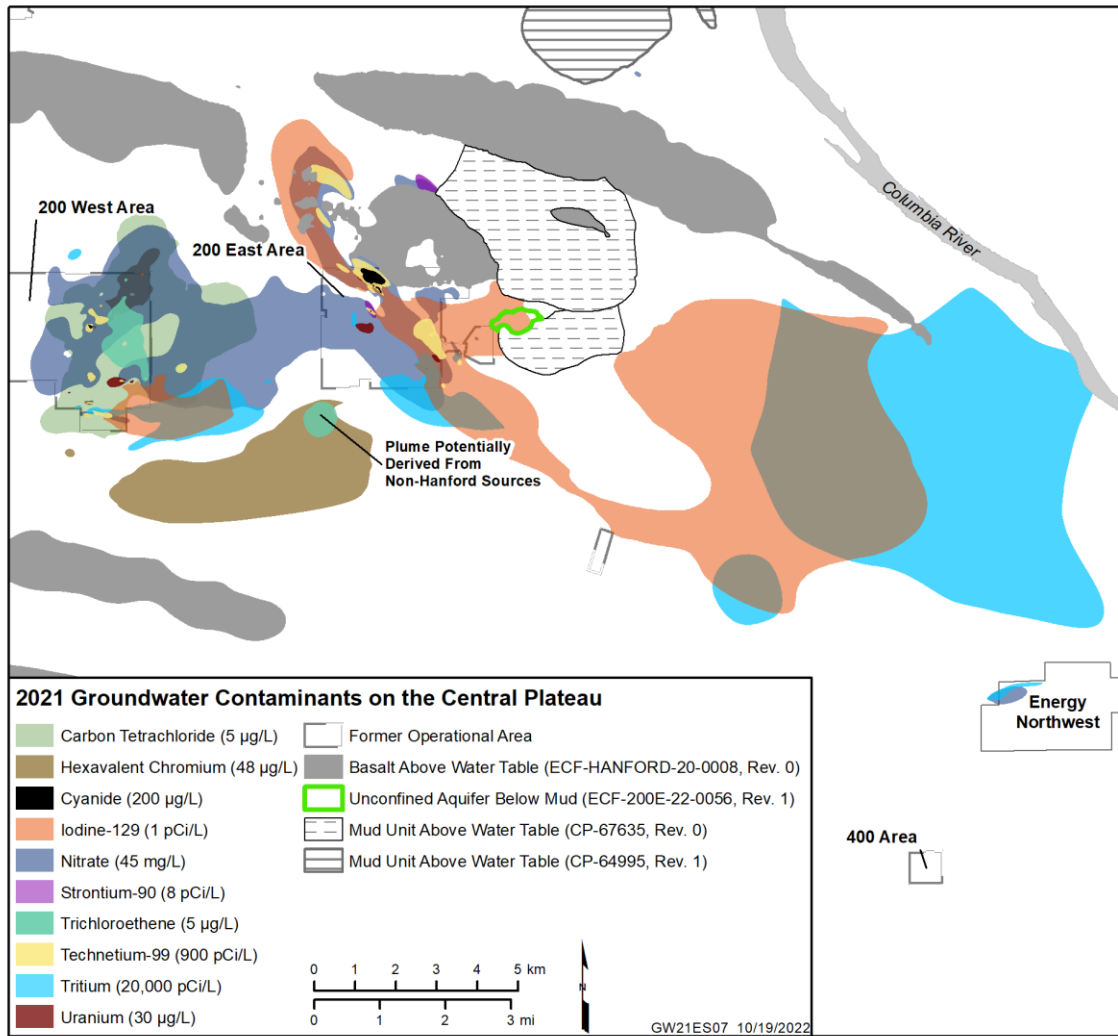 200 West Area
200 East Area
Columbia River
Plume Potentially
Derived From
Non-Hanford Sources
Energy
Northwest
400 Area
2021 Groundwater Contaminants on the Central Plateau
Carbon Tetrachloride (5 µg/L)
Hexavalent Chromium (48 µg/L)
Cyanide (200 µg/L)
Iodine-129 (1 pCi/L)
Nitrate (45 mg/L)
Strontium-90 (8 pCi/L)
Trichloroethene (5 µg/L)
Technetium-99 (900 pCi/L)
Tritium (20,000 pCi/L)
Uranium (30 µg/L)
Former Operational Area
Basalt Above Water Table (ECF-HANFORD-20-0008, Rev. 0)
Unconfined Aquifer Below Mud (ECF-200E-22-0056, Rev. 1)
Mud Unit Above Water Table (CP-67635, Rev. 0)
Mud Unit Above Water Table (CP-64995, Rev. 1)
0 1 2 3 4 5 km
0 1 2 3 mi
N
GW21ES07 10/19/2022